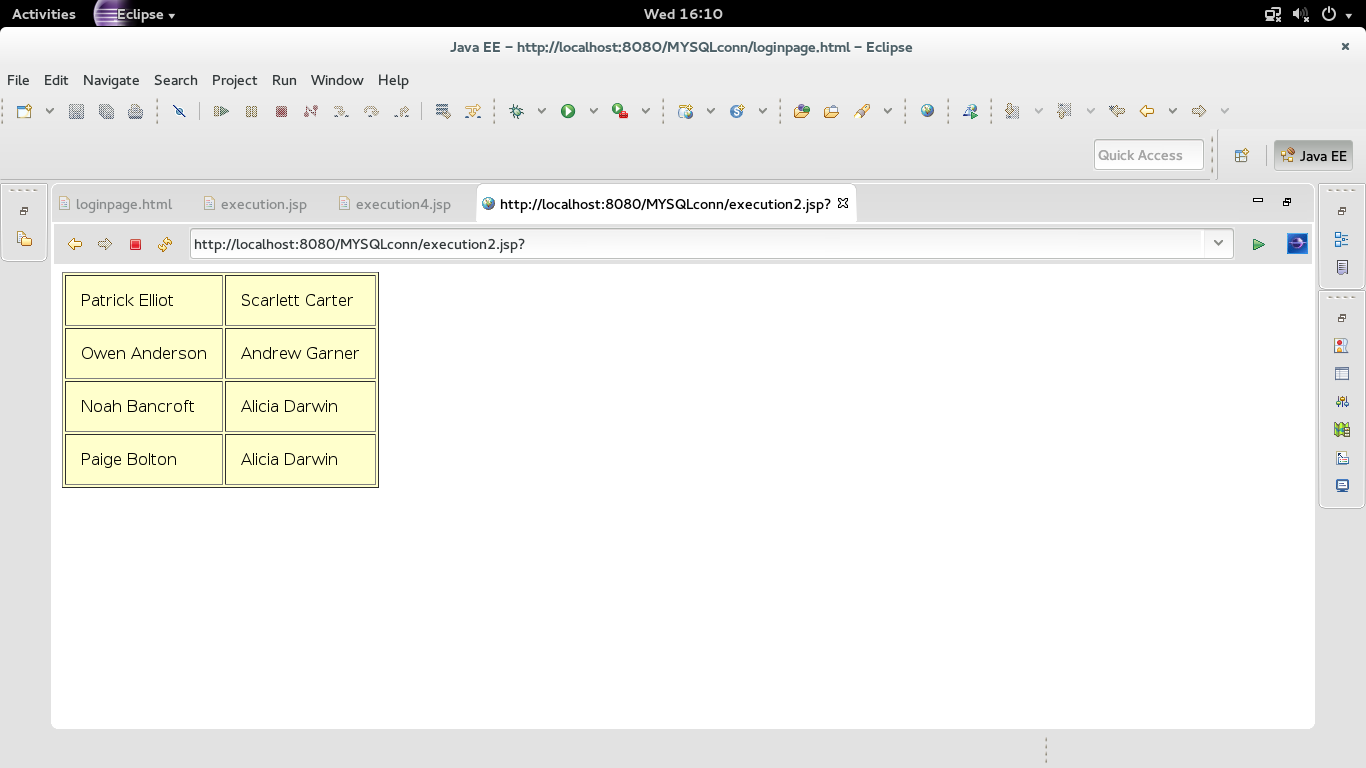 Activities Eclipse Wed 16:10
Java EE – http://localhost:8080/MYSQLconn/loginpage.html – Eclipse
File Edit Navigate Search Project Run Window Help
Quick Access Java EE
loginpage.html execution.jsp execution4.jsp http://localhost:8080/MYSQLconn/execution2.jsp?
http://localhost:8080/MYSQLconn/execution2.jsp?
Patrick Elliot Scarlett Carter
Owen Anderson Andrew Garner
Noah Bancroft Alicia Darwin
Paige Bolton Alicia Darwin